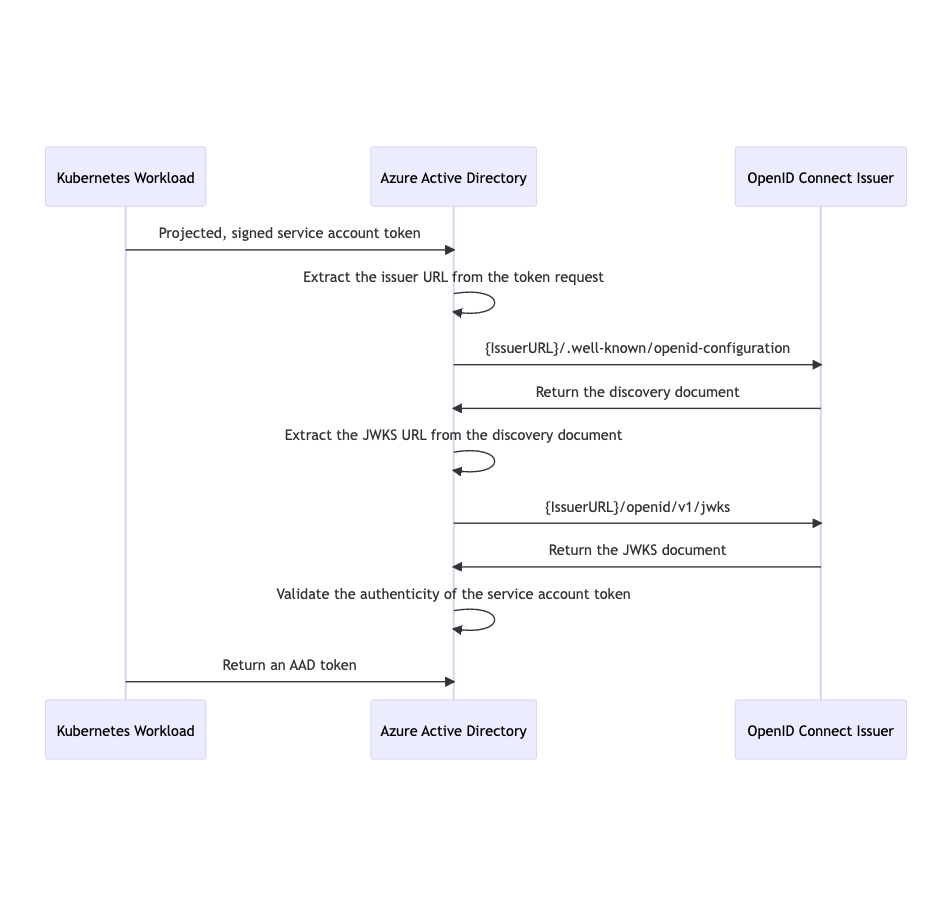 Kubernetes Workload
Azure Active Directory
OpenID Connect Issuer
Projected, signed service account token
Extract the issuer URL from the token request
{IssuerURL}/.well-known/openid-configuration
Return the discovery document
Extract the JWKS URL from the discovery document
{IssuerURL}/openid/v1/jwks
Return the JWKS document
Validate the authenticity of the service account token
Return an AAD token
Kubernetes Workload
Azure Active Directory
OpenID Connect Issuer